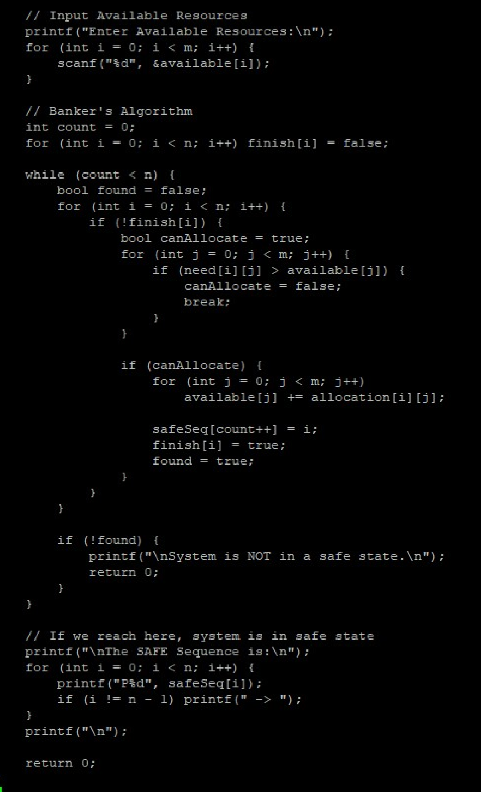 // Input Available Resources
printf("Enter Available Resources:\n");
for (int i = 0; i < m; i++) {
    scanf("%d", &available[i]);
}

// Banker's Algorithm
int count = 0;
for (int i = 0; i < n; i++) finish[i] = false;

while (count < n) {
    bool found = false;
    for (int i = 0; i < n; i++) {
        if (!finish[i]) {
            bool canAllocate = true;
            for (int j = 0; j < m; j++) {
                if (need[i][j] > available[j]) {
                    canAllocate = false;
                    break;
                }
            }

            if (canAllocate) {
                for (int j = 0; j < m; j++)
                    available[j] += allocation[i][j];

                safeSeq[count++] = i;
                finish[i] = true;
                found = true;
            }
        }
    }

    if (!found) {
        printf("\nSystem is NOT in a safe state.\n");
        return 0;
    }
}

// If we reach here, system is in safe state
printf("\nThe SAFE Sequence is:\n");
for (int i = 0; i < n; i++) {
    printf("P%d", safeSeq[i]);
    if (i != n - 1) printf(" -> ");
}
printf("\n");

return 0;